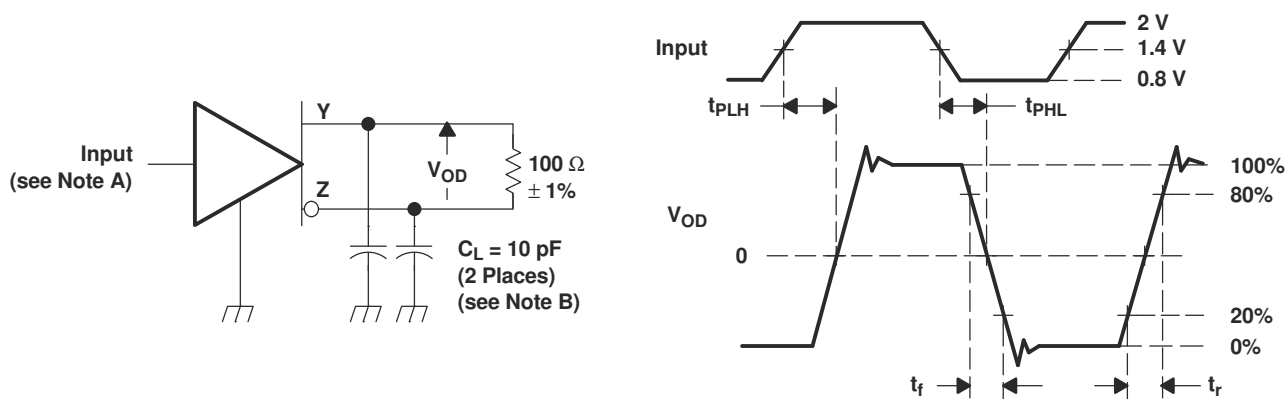 Input
(see Note A)
Y
Z
V_OD
100 Ω
± 1%
C_L = 10 pF
(2 Places)
(see Note B)
Input
2 V
1.4 V
0.8 V
t_PLH
t_PHL
V_OD
0
100%
80%
20%
0%
t_f
t_r